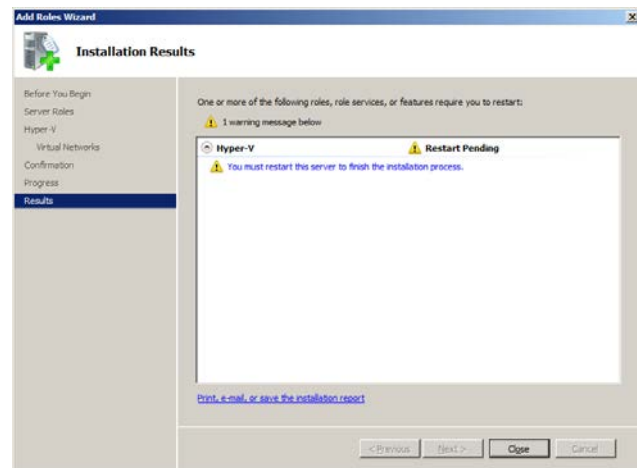 Add Roles Wizard
Installation Results
Before You Begin
Server Roles
Hyper-V
Virtual Networks
Confirmation
Progress
Results
One or more of the following roles, role services, or features require you to restart:
1 warning message below
Hyper-V Restart Pending
You must restart this server to finish the installation process.
Print, e-mail, or save the installation report
< Previous Next > Close Cancel